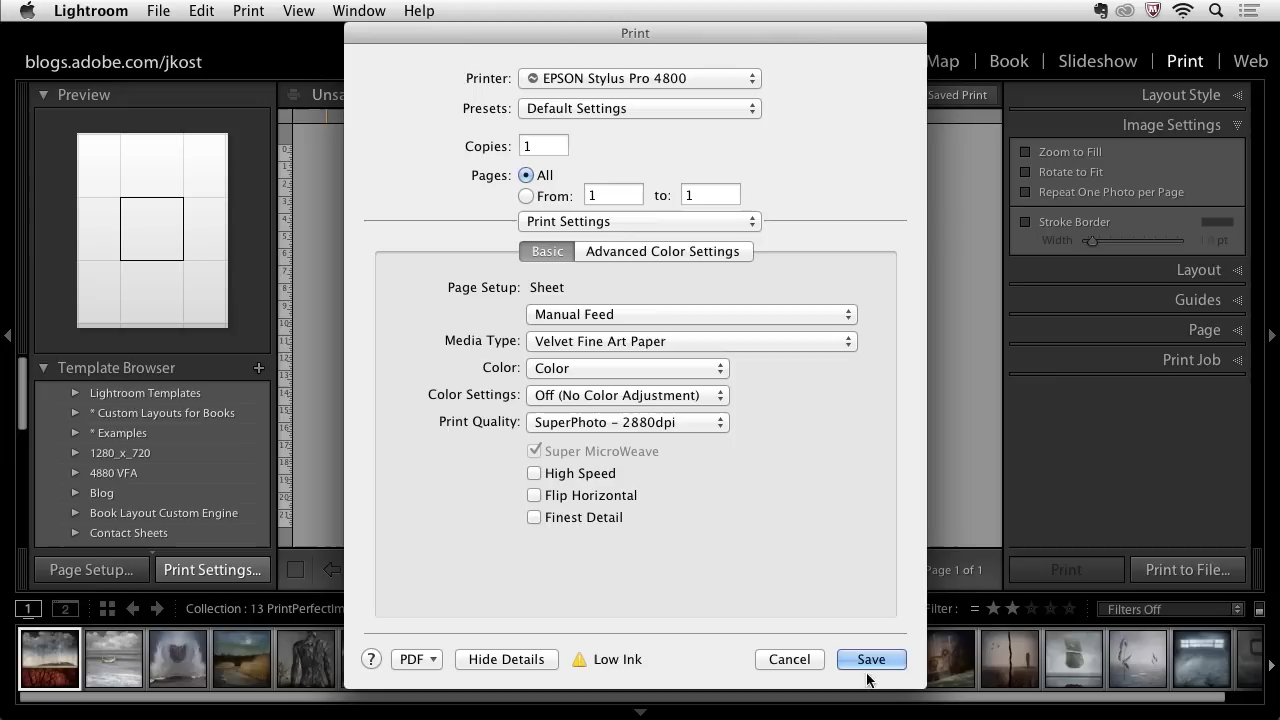 Lightroom File Edit Print View Window Help
Print
blogs.adobe.com/jkost
Map | Book | Slideshow | Print | Web
Preview
Unsa
Saved Print
Layout Style
Image Settings
Zoom to Fill
Rotate to Fit
Repeat One Photo per Page
Stroke Border
Width
Layout
Guides
Page
Print Job
Printer: EPSON Stylus Pro 4800
Presets: Default Settings
Copies: 1
Pages: All
From: 1 to: 1
Print Settings
Basic Advanced Color Settings
Page Setup: Sheet
Manual Feed
Media Type: Velvet Fine Art Paper
Color: Color
Color Settings: Off (No Color Adjustment)
Print Quality: SuperPhoto – 2880dpi
Super MicroWeave
High Speed
Flip Horizontal
Finest Detail
? PDF Hide Details Low Ink Cancel Save
Template Browser +
Lightroom Templates
* Custom Layouts for Books
* Examples
1280_x_720
4880 VFA
Blog
Book Layout Custom Engine
Contact Sheets
Page Setup... Print Settings...
Page 1 of 1
Print Print to File...
1 2 Collection : 13 PrintPerfectIm
Filter : Filters Off